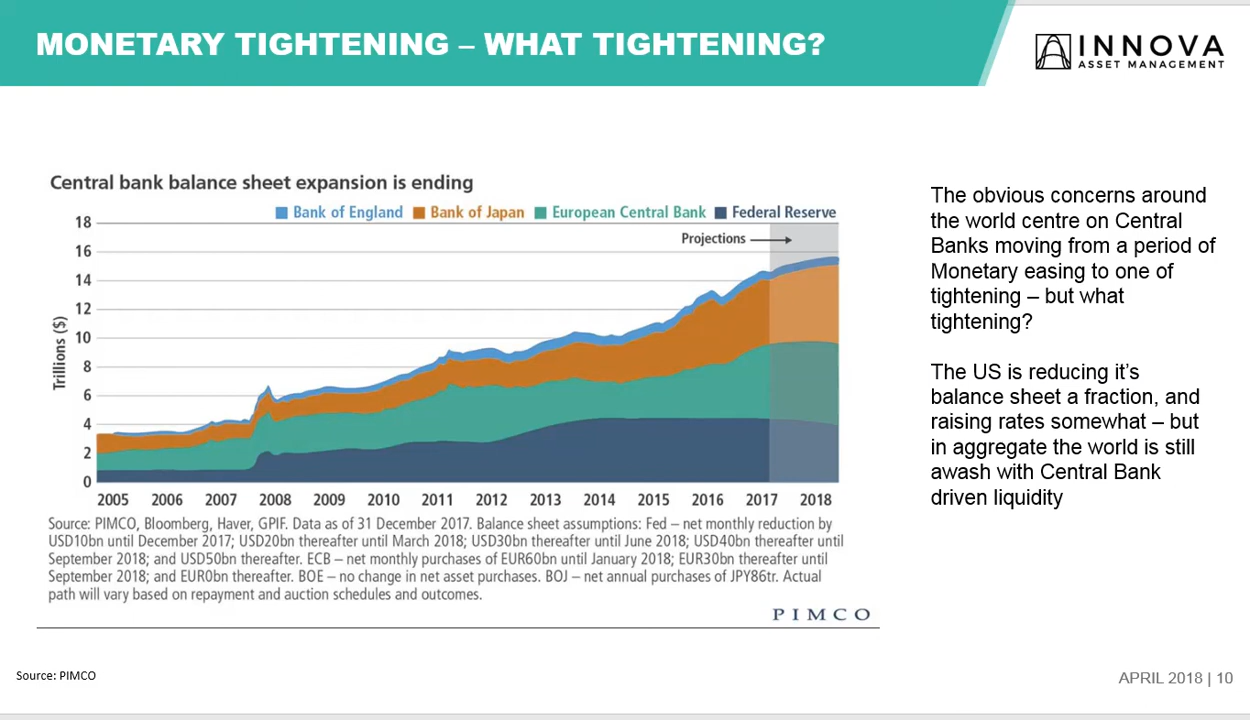 MONETARY TIGHTENING – WHAT TIGHTENING?
INNOVA
ASSET MANAGEMENT
Central bank balance sheet expansion is ending
Bank of England Bank of Japan European Central Bank Federal Reserve
Projections
Trillions ($)
18
16
14
12
10
8
6
4
2
0
2005 2006 2007 2008 2009 2010 2011 2012 2013 2014 2015 2016 2017 2018
Source: PIMCO, Bloomberg, Haver, GPIF. Data as of 31 December 2017. Balance sheet assumptions: Fed – net monthly reduction by
USD10bn until December 2017; USD20bn thereafter until March 2018; USD30bn thereafter until June 2018; USD40bn thereafter until
September 2018; and USD50bn thereafter. ECB – net monthly purchases of EUR60bn until January 2018; EUR30bn thereafter until
September 2018; and EUR0bn thereafter. BOE – no change in net asset purchases. BOJ – net annual purchases of JPY86tr. Actual
path will vary based on repayment and auction schedules and outcomes.
PIMCO
The obvious concerns around
the world centre on Central
Banks moving from a period of
Monetary easing to one of
tightening – but what
tightening?
The US is reducing it's
balance sheet a fraction, and
raising rates somewhat – but
in aggregate the world is still
awash with Central Bank
driven liquidity
Source: PIMCO
APRIL 2018 | 10